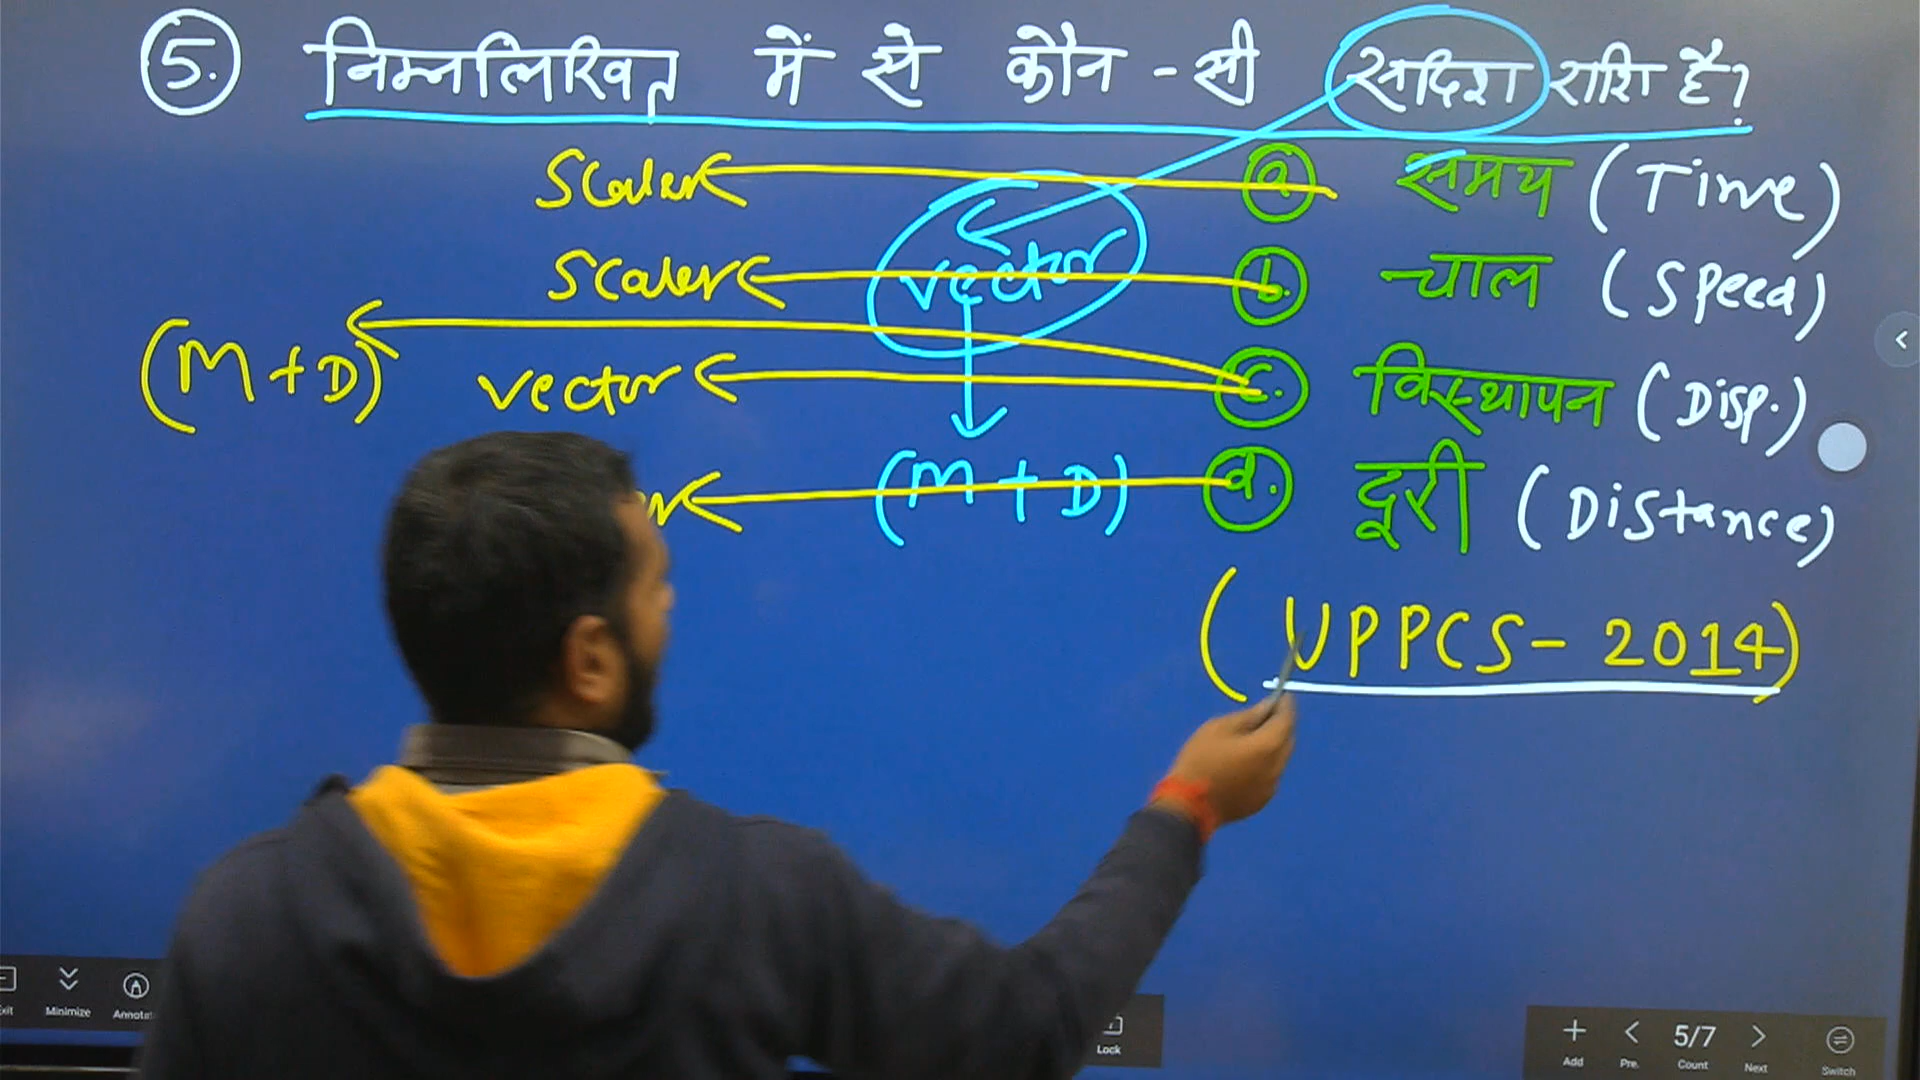 5. निम्नलिखित में से कौन - सी सदिश राशि है?
Scaler a. समय (Time)
Scaler vector b. चाल (Speed)
(M+D) vector c. विस्थापन (Disp.)
(M+D) d. दूरी (Distance)
(UPPCS-2014)
Minimize
Lock
5/7
Add Pre. Count Next Switch